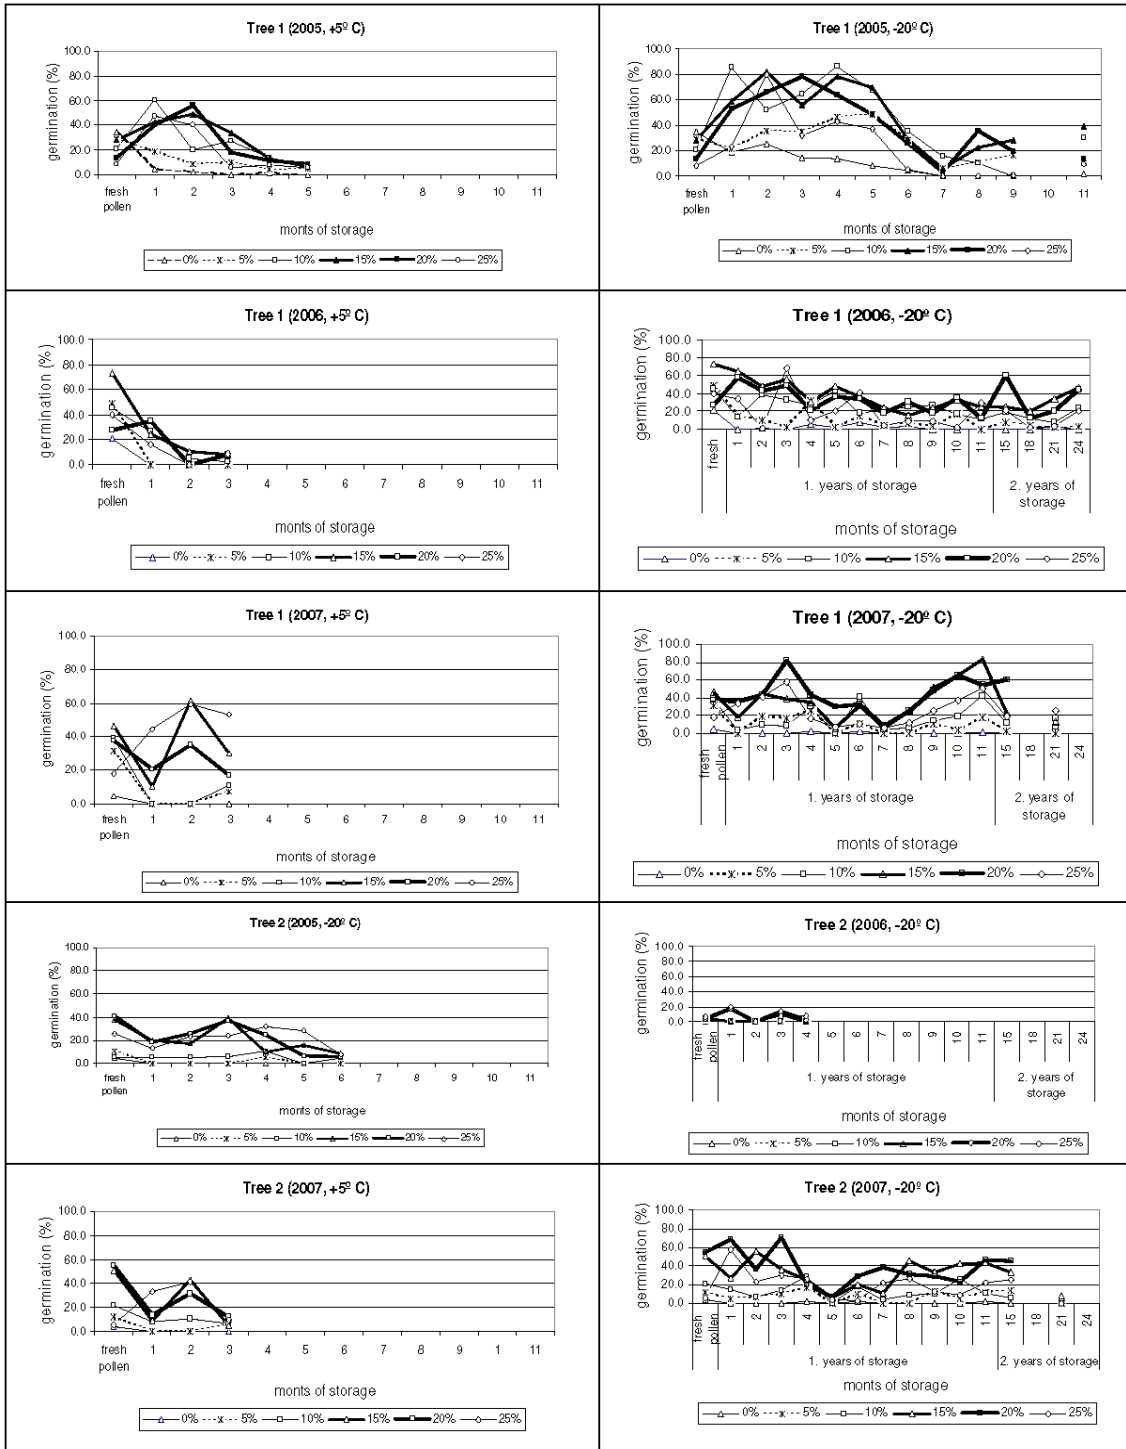 Tree 1 (2005, +5º C)
germination (%)
100.0
80.0
60.0
40.0
20.0
0.0
fresh pollen 1 2 3 4 5 6 7 8 9 10 11
monts of storage
0% 5% 10% 15% 20% 25%
Tree 1 (2005, -20º C)
germination (%)
100.0
80.0
60.0
40.0
20.0
0.0
fresh pollen 1 2 3 4 5 6 7 8 9 10 11
monts of storage
0% 5% 10% 15% 20% 25%
Tree 1 (2006, +5º C)
germination (%)
100.0
80.0
60.0
40.0
20.0
0.0
fresh pollen 1 2 3 4 5 6 7 8 9 10 11
monts of storage
0% 5% 10% 15% 20% 25%
Tree 1 (2006, -20º C)
germination (%)
100.0
80.0
60.0
40.0
20.0
0.0
fresh 1 2 3 4 5 6 7 8 9 10 11 15 18 21 24
1. years of storage 2. years of storage
monts of storage
0% 5% 10% 15% 20% 25%
Tree 1 (2007, +5º C)
germination (%)
100.0
80.0
60.0
40.0
20.0
0.0
fresh pollen 1 2 3 4 5 6 7 8 9 10 11
monts of storage
0% 5% 10% 15% 20% 25%
Tree 1 (2007, -20º C)
germination (%)
100.0
80.0
60.0
40.0
20.0
0.0
fresh pollen 1 2 3 4 5 6 7 8 9 10 11 15 18 21 24
1. years of storage 2. years of storage
monts of storage
0% 5% 10% 15% 20% 25%
Tree 2 (2005, -20º C)
germination (%)
100.0
80.0
60.0
40.0
20.0
0.0
fresh pollen 1 2 3 4 5 6 7 8 9 1 11
monts of storage
0% 5% 10% 15% 20% 25%
Tree 2 (2006, -20º C)
germination (%)
100.0
80.0
60.0
40.0
20.0
0.0
fresh pollen 1 2 3 4 5 6 7 8 9 10 11 15 18 21 24
1. years of storage 2. years of storage
monts of storage
0% 5% 10% 15% 20% 25%
Tree 2 (2007, +5º C)
germination (%)
100.0
80.0
60.0
40.0
20.0
0.0
fresh pollen 1 2 3 4 5 6 7 8 9 1 11
monts of storage
0% 5% 10% 15% 20% 25%
Tree 2 (2007, -20º C)
germination (%)
100.0
80.0
60.0
40.0
20.0
0.0
fresh pollen 1 2 3 4 5 6 7 8 9 10 11 15 18 21 24
1. years of storage 2. years of storage
monts of storage
0% 5% 10% 15% 20% 25%